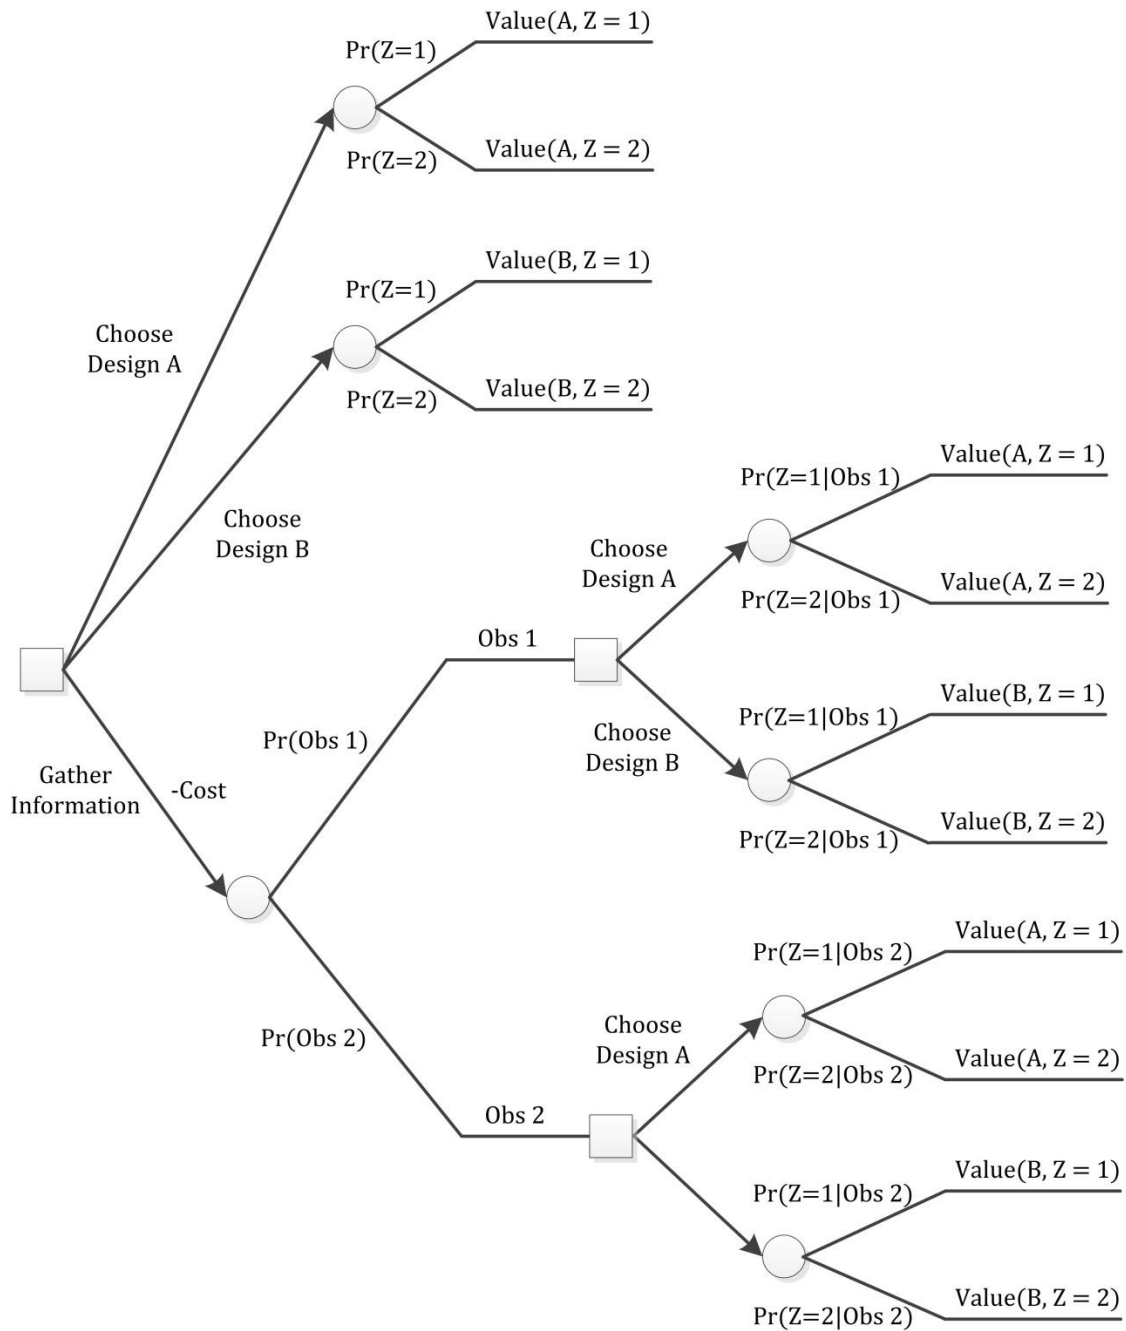 Value(A, Z = 1)
Pr(Z=1)
Value(A, Z = 2)
Pr(Z=2)
Value(B, Z = 1)
Pr(Z=1)
Choose
Design A
Value(B, Z = 2)
Pr(Z=2)
Choose
Design B
Value(A, Z = 1)
Pr(Z=1|Obs 1)
Choose
Design A
Value(A, Z = 2)
Pr(Z=2|Obs 1)
Obs 1
Value(B, Z = 1)
Pr(Z=1|Obs 1)
Choose
Design B
Pr(Obs 1)
Gather
Information
-Cost
Value(B, Z = 2)
Pr(Z=2|Obs 1)
Value(A, Z = 1)
Pr(Z=1|Obs 2)
Pr(Obs 2)
Choose
Design A
Value(A, Z = 2)
Pr(Z=2|Obs 2)
Obs 2
Value(B, Z = 1)
Pr(Z=1|Obs 2)
Value(B, Z = 2)
Pr(Z=2|Obs 2)